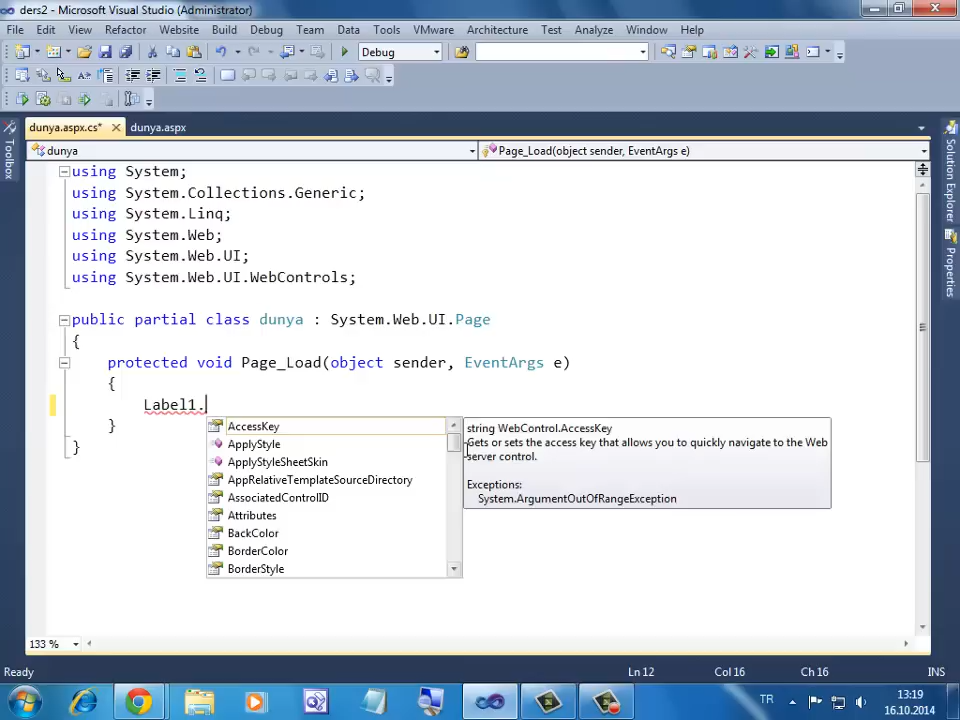 ders2 - Microsoft Visual Studio (Administrator)
File Edit View Refactor Website Build Debug Team Data Tools VMware Architecture Test Analyze Window Help
Debug
dunya.aspx.cs* dunya.aspx
dunya Page_Load(object sender, EventArgs e)
Toolbox
Solution Explorer
Properties
using System;
using System.Collections.Generic;
using System.Linq;
using System.Web;
using System.Web.UI;
using System.Web.UI.WebControls;
public partial class dunya : System.Web.UI.Page
{
protected void Page_Load(object sender, EventArgs e)
{
Label1.
}
}
AccessKey
ApplyStyle
ApplyStyleSheetSkin
AppRelativeTemplateSourceDirectory
AssociatedControlID
Attributes
BackColor
BorderColor
BorderStyle
string WebControl.AccessKey
Gets or sets the access key that allows you to quickly navigate to the Web
server control.
Exceptions:
System.ArgumentOutOfRangeException
133 %
Ready Ln 12 Col 16 Ch 16 INS
TR 13:19
16.10.2014